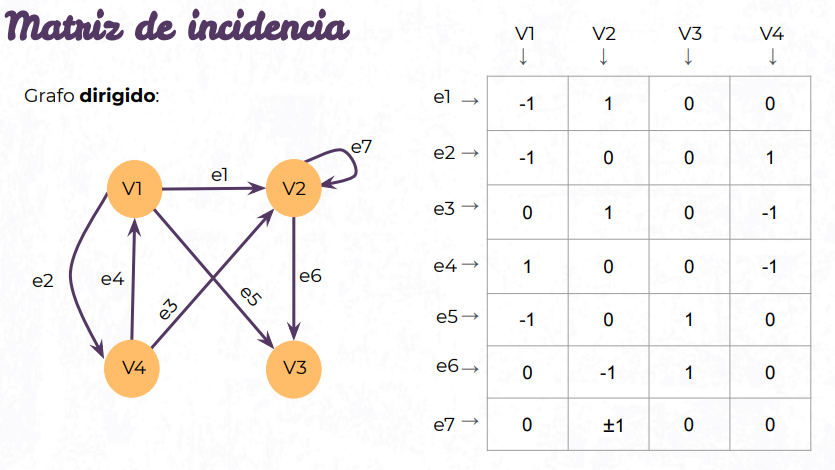 Matriz de incidencia
Grafo dirigido:
V1
V2
V3
V4
e1
e2
e3
e4
e5
e6
e7
V1 V2 V3 V4
↓ ↓ ↓ ↓
e1 → -1 1 0 0
e2 → -1 0 0 1
e3 → 0 1 0 -1
e4 → 1 0 0 -1
e5 → -1 0 1 0
e6 → 0 -1 1 0
e7 → 0 ±1 0 0